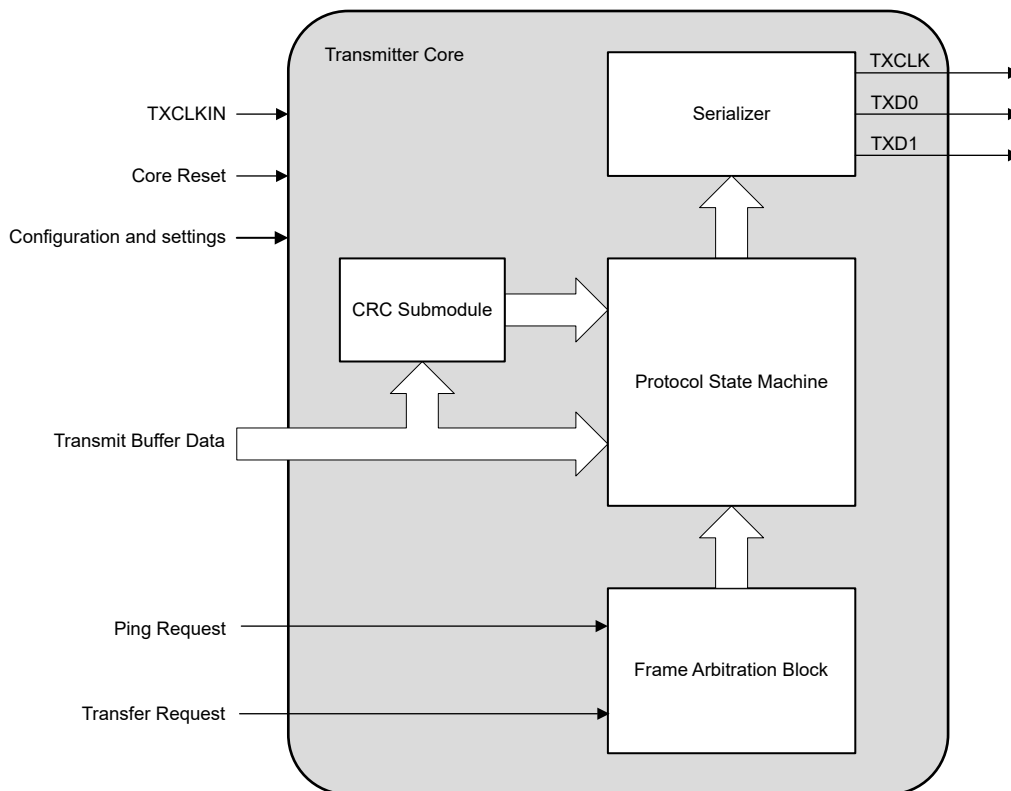 Transmitter Core
TXCLK
Serializer
TXD0
TXD1
TXCLKIN
Core Reset
Configuration and settings
CRC Submodule
Protocol State Machine
Transmit Buffer Data
Ping Request
Frame Arbitration Block
Transfer Request